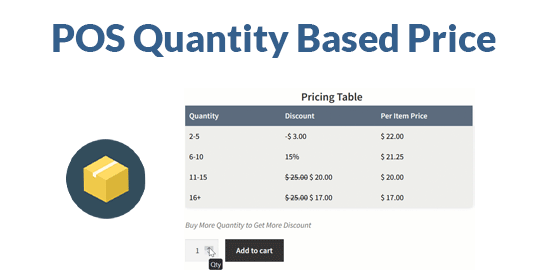 POS Quantity Based Price
Pricing Table
Quantity Discount Per Item Price
2-5 -$ 3.00 $ 22.00
6-10 15% $ 21.25
11-15 $ 25.00 $ 20.00 $ 20.00
16+ $ 25.00 $ 17.00 $ 17.00
Buy More Quantity to Get More Discount
1 Add to cart
Qty